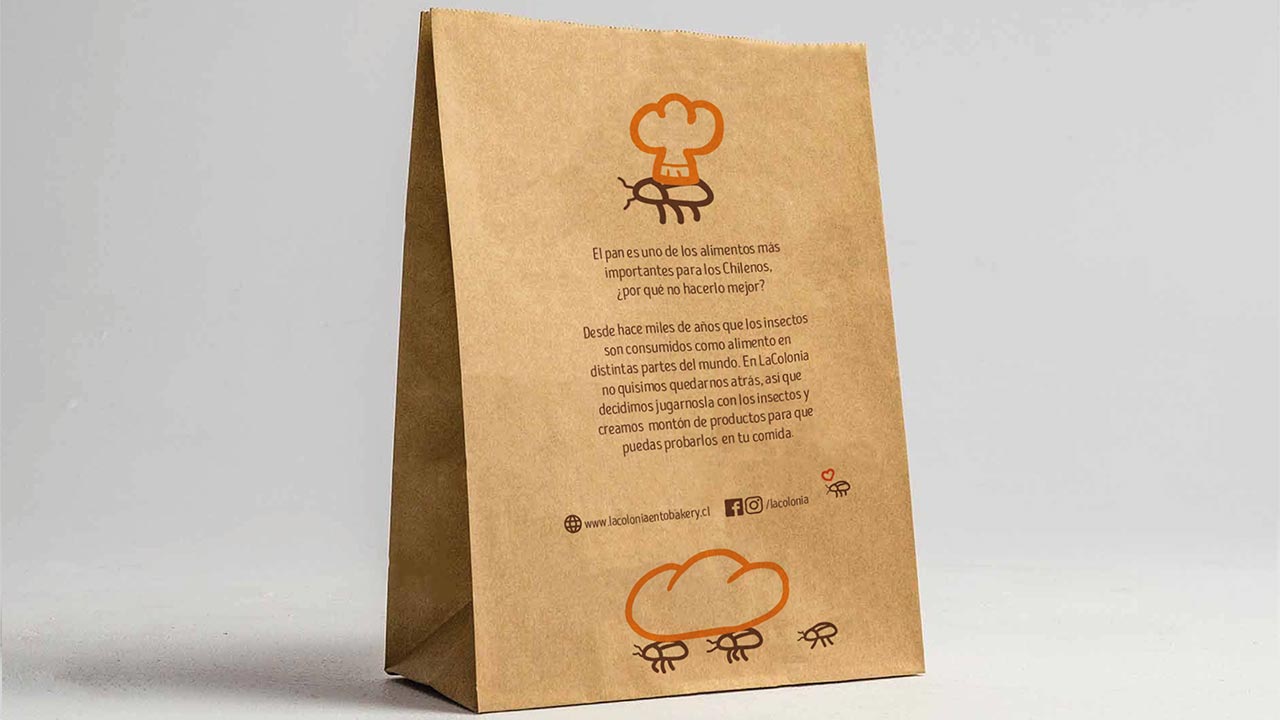 El pan es uno de los alimentos más
importantes para los Chilenos,
¿por qué no hacerlo mejor?
Desde hace miles de años que los insectos
son consumidos como alimento en
distintas partes del mundo. En LaColonia
no quisimos quedarnos atrás, asi que
decidimos jugarnosla con los insectos y
creamos montón de productos para que
puedas probarlos en tu comida.
www.lacoloniaentobakery.cl /lacolonia